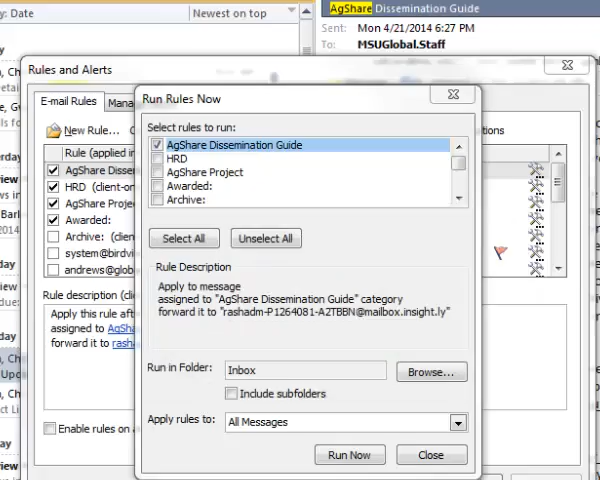 y: Date
Newest on top
AgShare Dissemination Guide
Sent: Mon 4/21/2014 6:27 PM
To: MSUGlobal.Staff
Rules and Alerts
E-mail Rules
Run Rules Now
New Rule...
Select rules to run:
AgShare Dissemination Guide
HRD
AgShare Project
Awarded:
Archive:
Rule (applied in
AgShare Disse
HRD (client-on
AgShare Proje
Awarded:
Archive: (clien
system@birdvi
andrews@glob
Select All
Unselect All
Rule Description
Apply to message
assigned to "AgShare Dissemination Guide" category
forward it to "rashadm-P1264081-A2TBBN@mailbox.insight.ly"
Rule description (cli
Apply this rule afte
assigned to AgSha
forward it to rasha
Run in Folder: Inbox
Browse...
Include subfolders
Apply rules to: All Messages
Enable rules on a
Run Now
Close